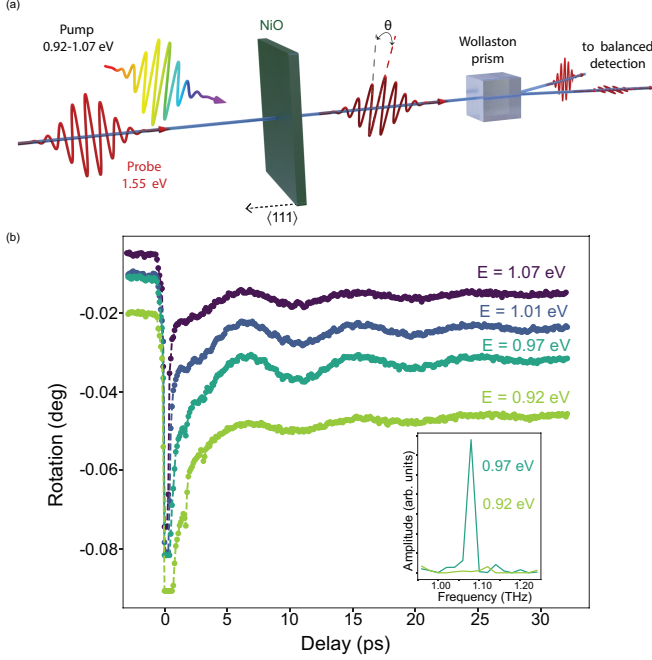 (a)
Pump
0.92-1.07 eV
NiO
θ
Wollaston
prism
to balanced
detection
Probe
1.55 eV
⟨111⟩
(b)
E = 1.07 eV
E = 1.01 eV
E = 0.97 eV
E = 0.92 eV
-0.02
-0.04
-0.06
-0.08
Rotation (deg)
0 5 10 15 20 25 30
Delay (ps)
0.97 eV
0.92 eV
Amplitude (arb. units)
1.00 1.10 1.20
Frequency (THz)